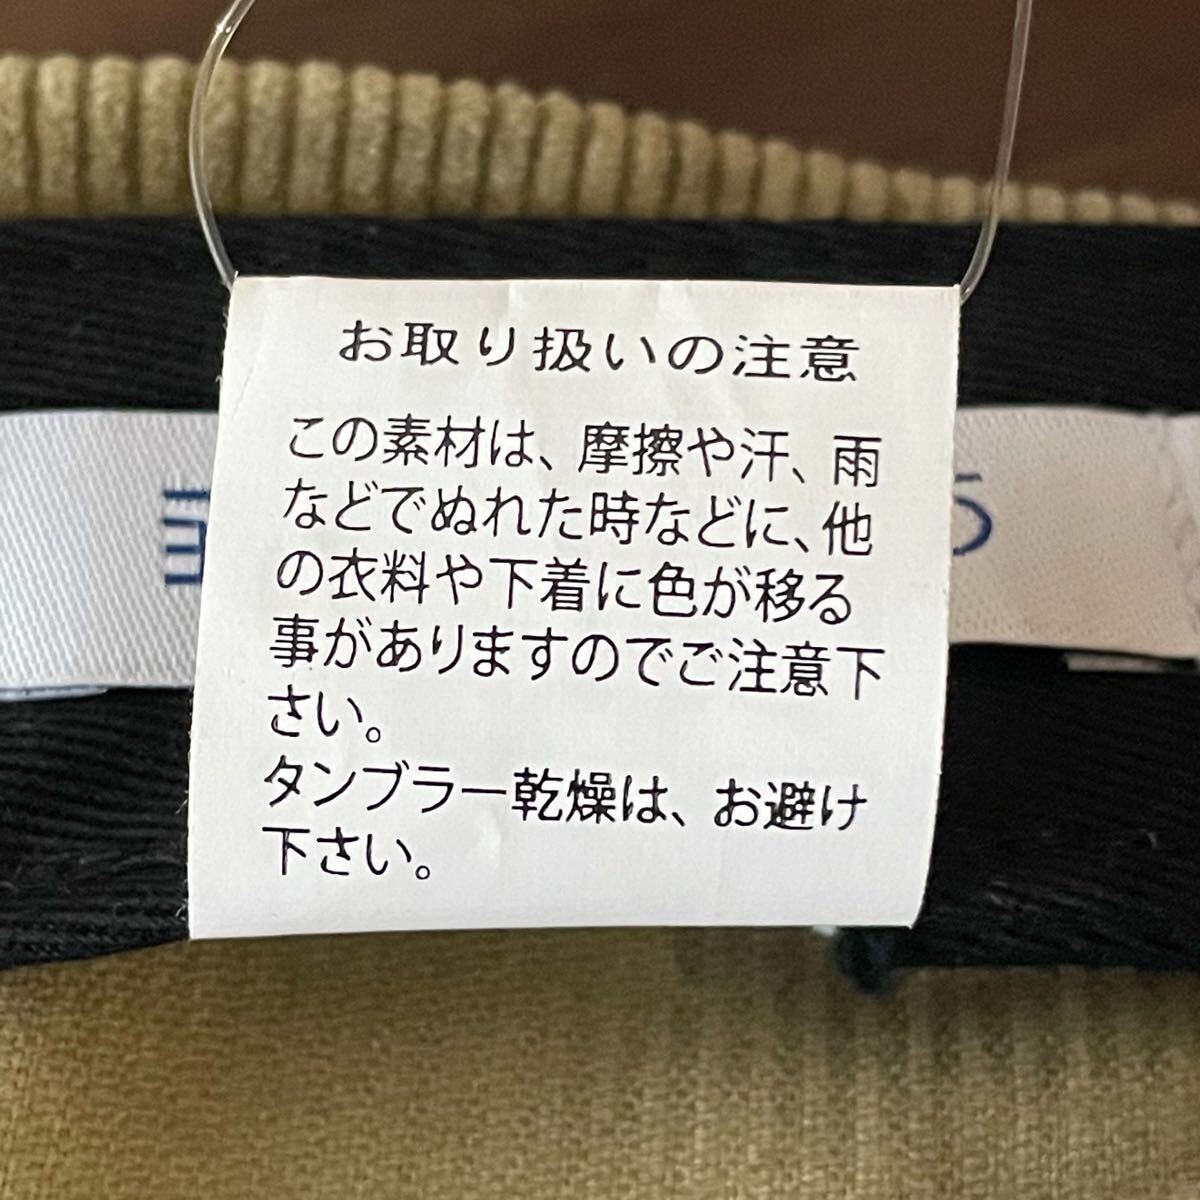 お取り扱いの注意
この素材は、摩擦や汗、雨
などでぬれた時などに、他
の衣料や下着に色が移る
事がありますのでご注意下
さい。
タンブラー乾燥は、お避け
下さい。